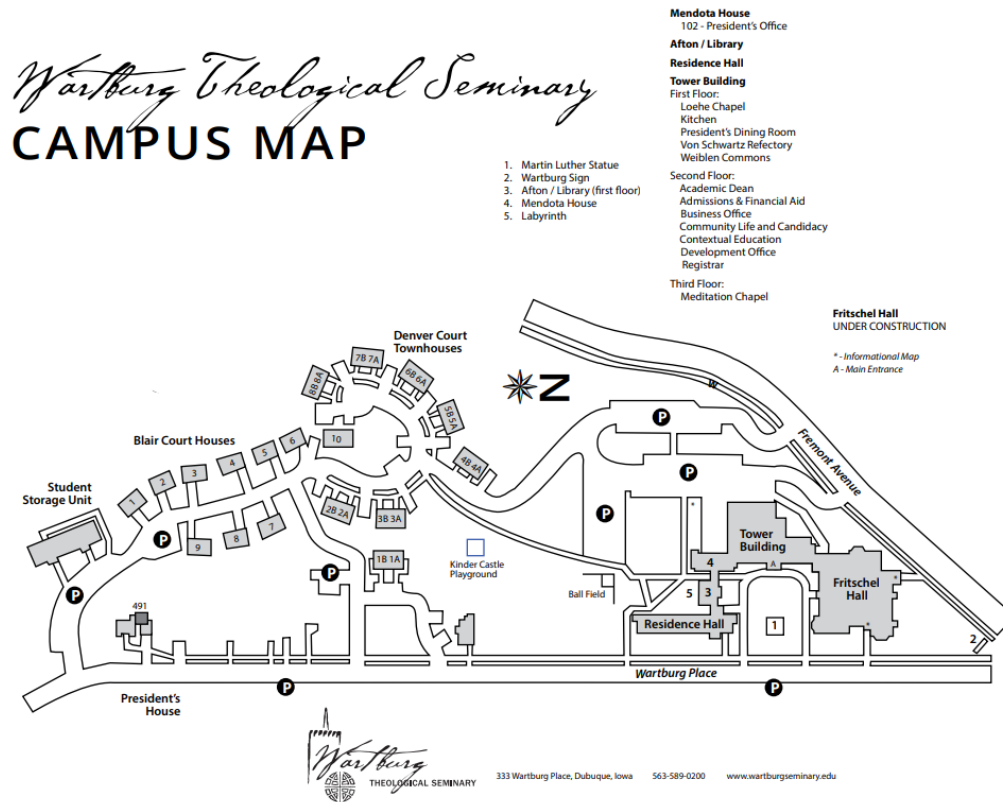 Wartburg Theological Seminary
CAMPUS MAP
Mendota House
102 - President's Office
Afton / Library
Residence Hall
Tower Building
First Floor:
Loehe Chapel
Kitchen
President's Dining Room
Von Schwartz Refectory
Weiblen Commons
Second Floor:
Academic Dean
Admissions & Financial Aid
Business Office
Community Life and Candidacy
Contextual Education
Development Office
Registrar
Third Floor:
Meditation Chapel
1. Martin Luther Statue
2. Wartburg Sign
3. Afton / Library (first floor)
4. Mendota House
5. Labyrinth
Fritschel Hall
UNDER CONSTRUCTION
* - Informational Map
A - Main Entrance
Denver Court
Townhouses
7B 7A
8B 8A
6B 6A
5B 5A
4B 4A
10
N
W
P
Fremont Avenue
P
P
Blair Court Houses
1
2
3
4
5
6
7
8
9
2B 2A
3B 3A
1B 1A
Student
Storage Unit
P
P
P
Kinder Castle
Playground
Ball Field
*
Tower
Building
A
4
5
3
Fritschel
Hall
*
*
Residence Hall
1
2
491
Wartburg Place
P
P
President's
House
Wartburg
THEOLOGICAL SEMINARY
333 Wartburg Place, Dubuque, Iowa 563-589-0200 www.wartburgseminary.edu